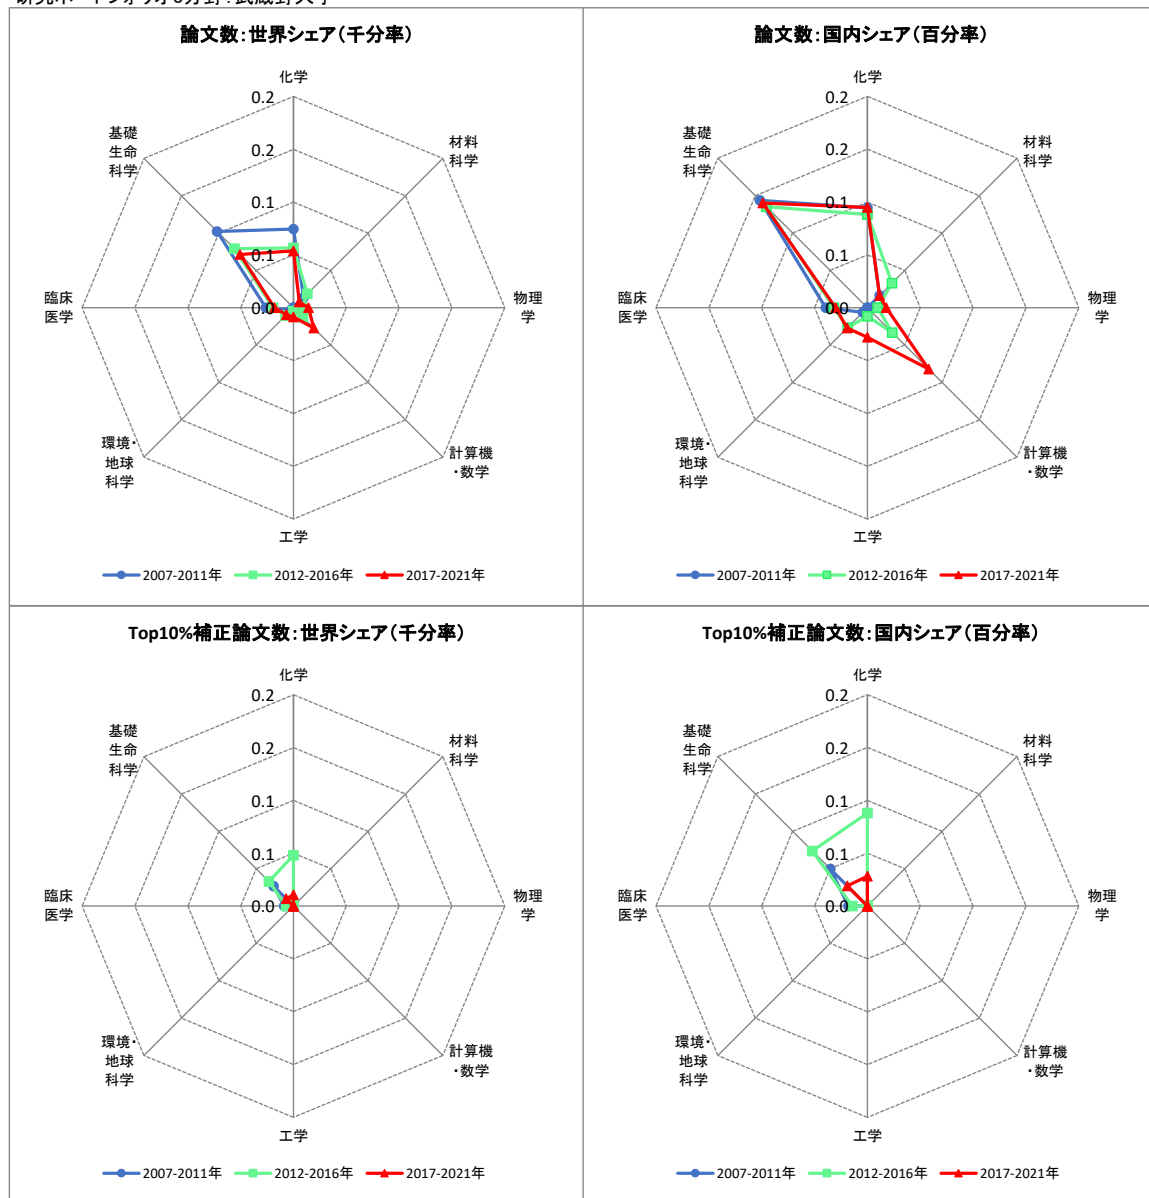 論文数:世界シェア(千分率)
化学
0.2
0.2
0.1
0.1
0.0
材料
科学
物理
学
計算機
・数学
工学
環境・
地球
科学
臨床
医学
基礎
生命
科学
2007-2011年
2012-2016年
2017-2021年
論文数:国内シェア(百分率)
化学
0.2
0.2
0.1
0.1
0.0
材料
科学
物理
学
計算機
・数学
工学
環境・
地球
科学
臨床
医学
基礎
生命
科学
2007-2011年
2012-2016年
2017-2021年
Top10%補正論文数:世界シェア(千分率)
化学
0.2
0.2
0.1
0.1
0.0
材料
科学
物理
学
計算機
・数学
工学
環境・
地球
科学
臨床
医学
基礎
生命
科学
2007-2011年
2012-2016年
2017-2021年
Top10%補正論文数:国内シェア(百分率)
化学
0.2
0.2
0.1
0.1
0.0
材料
科学
物理
学
計算機
・数学
工学
環境・
地球
科学
臨床
医学
基礎
生命
科学
2007-2011年
2012-2016年
2017-2021年